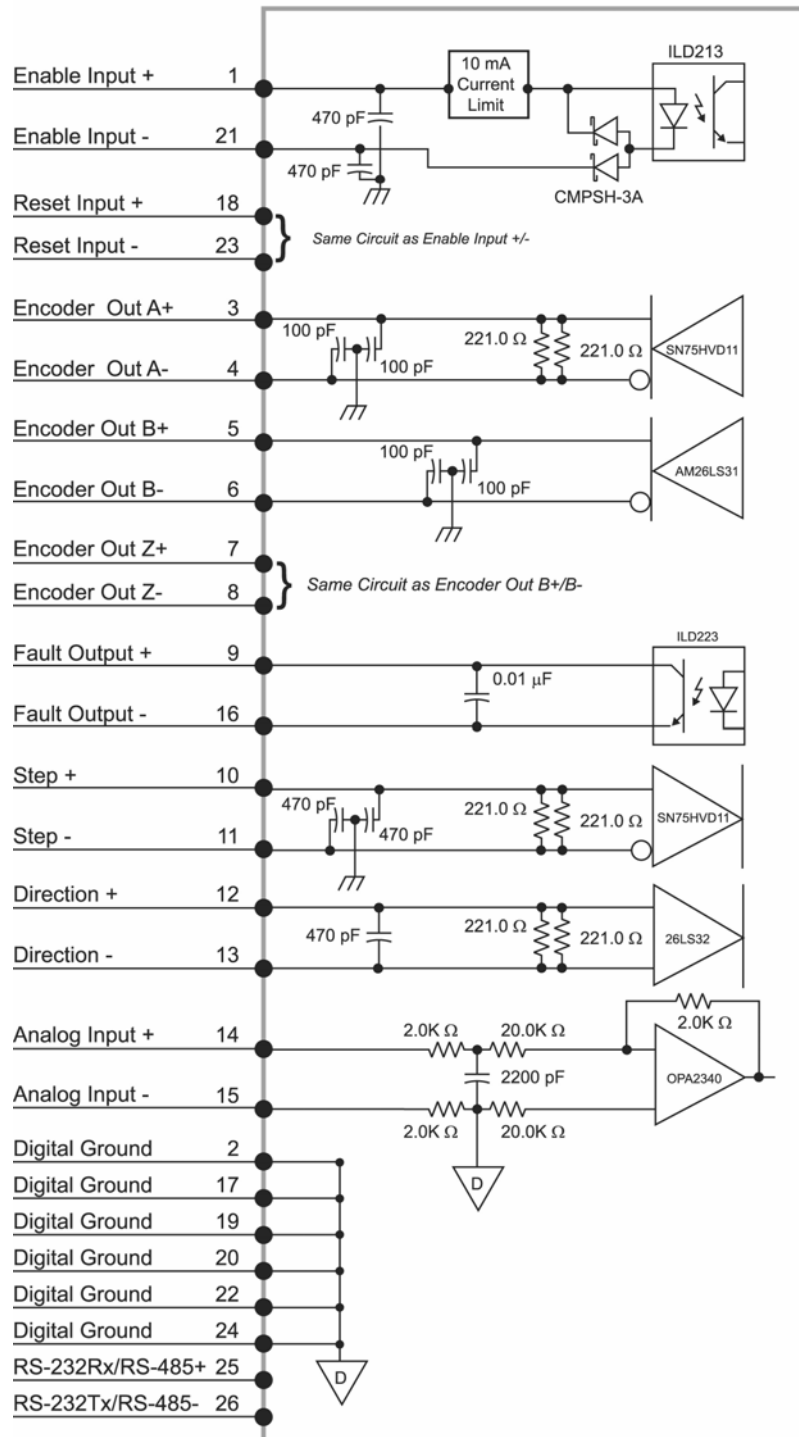 ILD213
10 mA
Current
Limit
Enable Input + 1
470 pF
Enable Input - 21
470 pF
CMPSH-3A
Reset Input + 18
Same Circuit as Enable Input +/-
Reset Input - 23
Encoder Out A+ 3
100 pF
221.0 Ω
221.0 Ω
SN75HVD11
100 pF
Encoder Out A- 4
Encoder Out B+ 5
100 pF
AM26LS31
100 pF
Encoder Out B- 6
Encoder Out Z+ 7
Same Circuit as Encoder Out B+/B-
Encoder Out Z- 8
ILD223
Fault Output + 9
0.01 μF
Fault Output - 16
Step + 10
470 pF
221.0 Ω
221.0 Ω
SN75HVD11
470 pF
Step - 11
Direction + 12
470 pF
221.0 Ω
221.0 Ω
26LS32
Direction - 13
2.0K Ω
Analog Input + 14
2.0K Ω
20.0K Ω
2200 pF
OPA2340
Analog Input - 15
2.0K Ω
20.0K Ω
Digital Ground 2
D
Digital Ground 17
Digital Ground 19
Digital Ground 20
Digital Ground 22
Digital Ground 24
RS-232Rx/RS-485+ 25
D
RS-232Tx/RS-485- 26